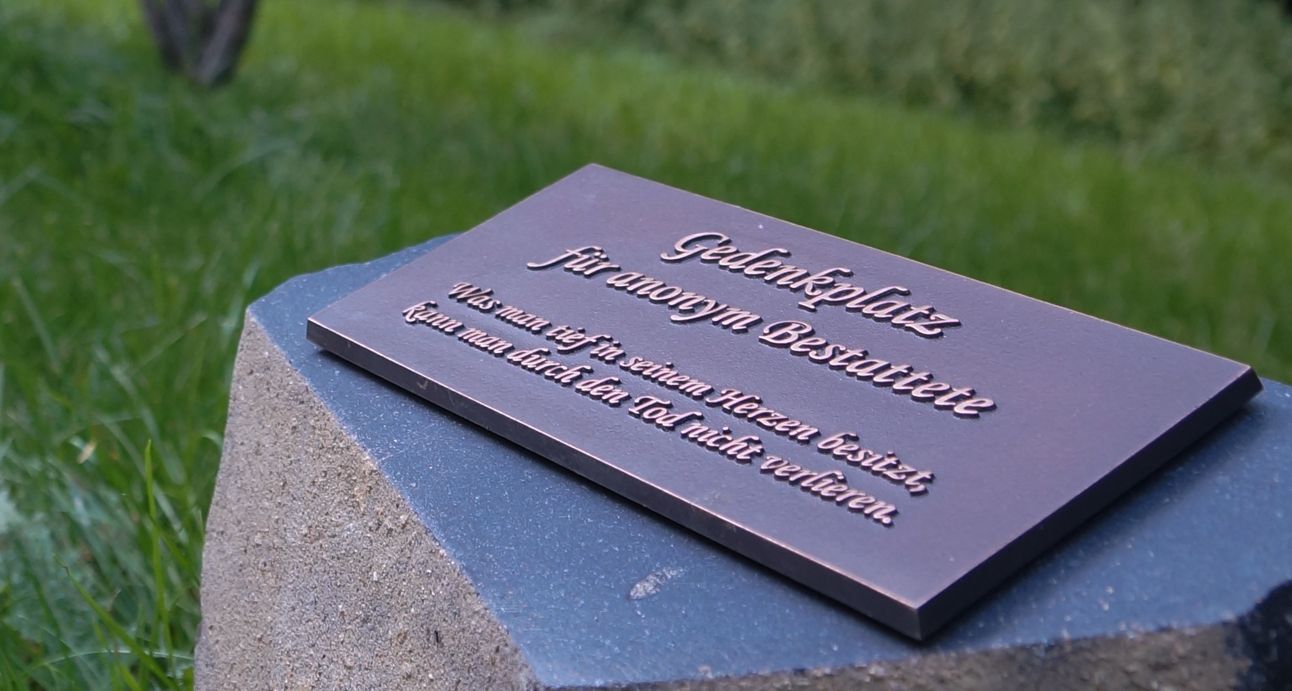 Gedenkplatz
für anonym Bestattete
Was man tief in seinem Herzen besitzt,
kann man durch den Tod nicht verlieren.